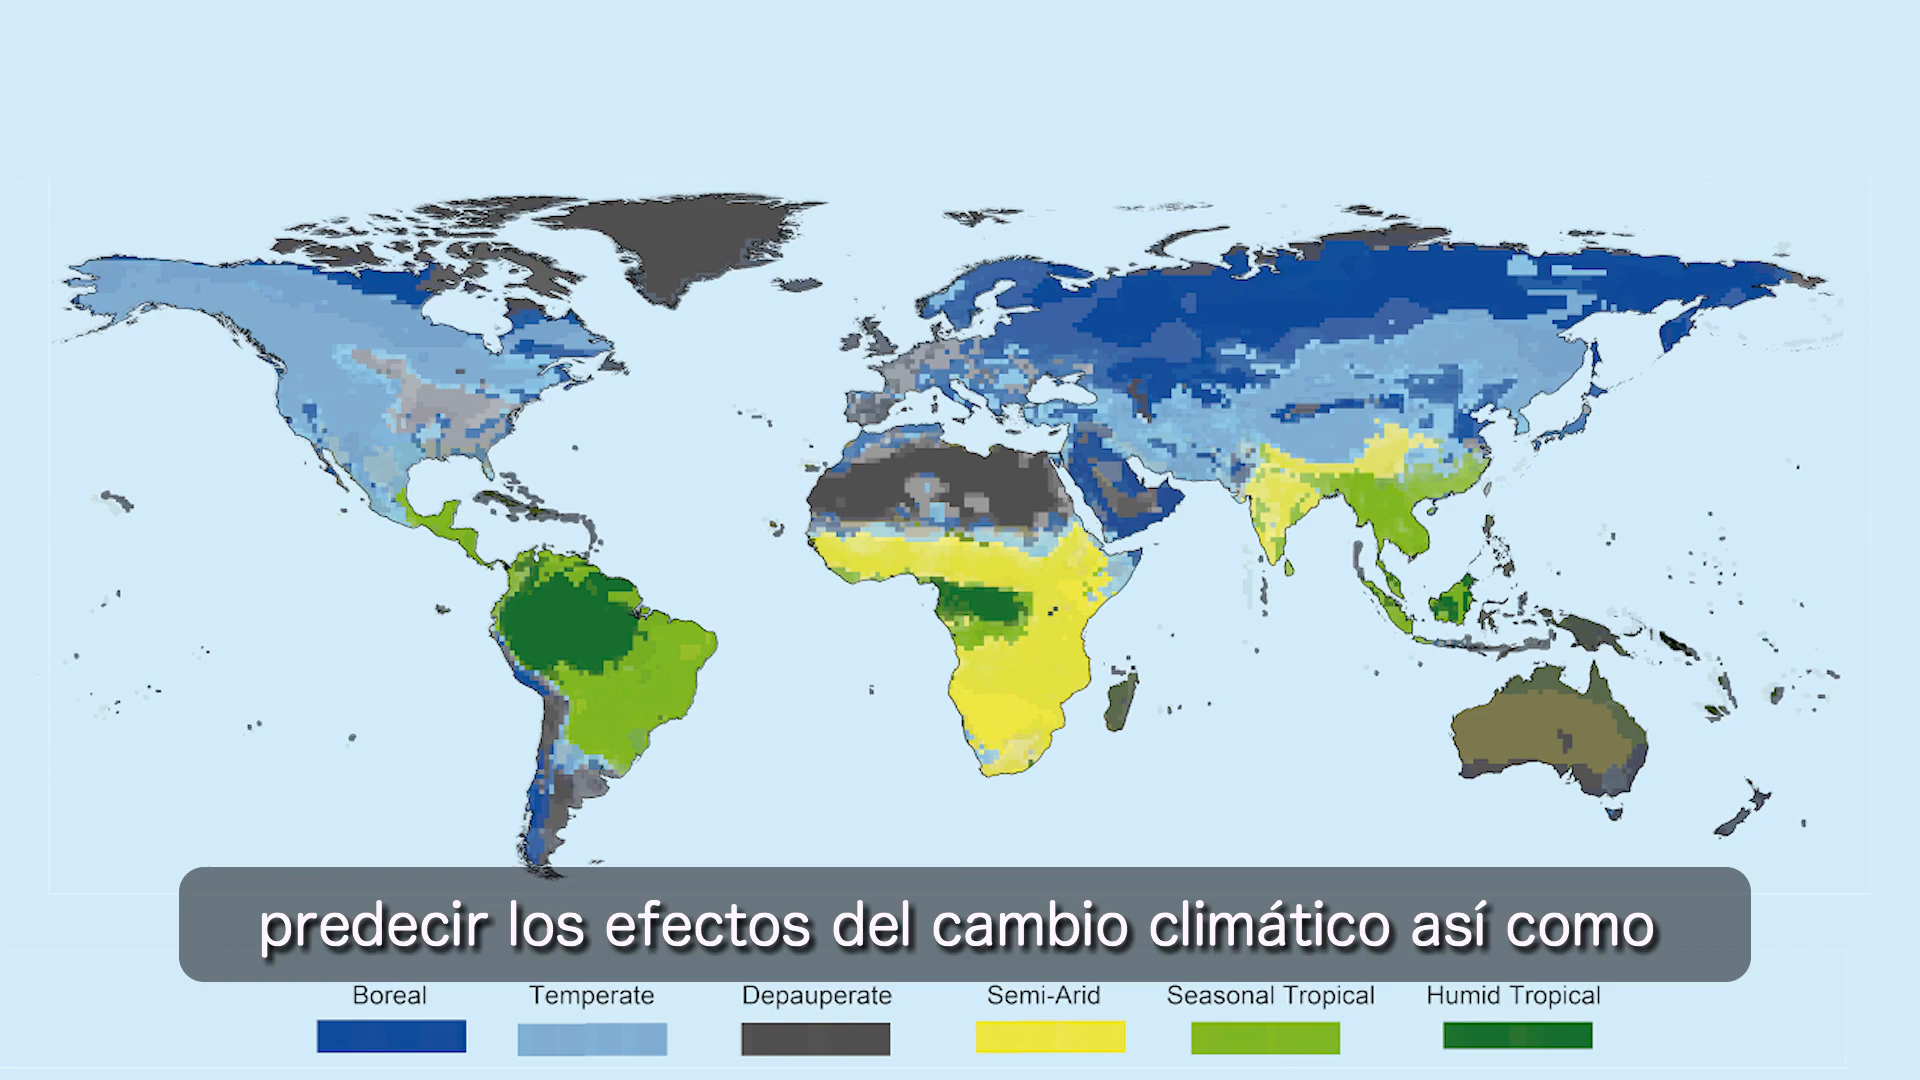 predecir los efectos del cambio climático así como
Boreal Temperate Depauperate Semi-Arid Seasonal Tropical Humid Tropical